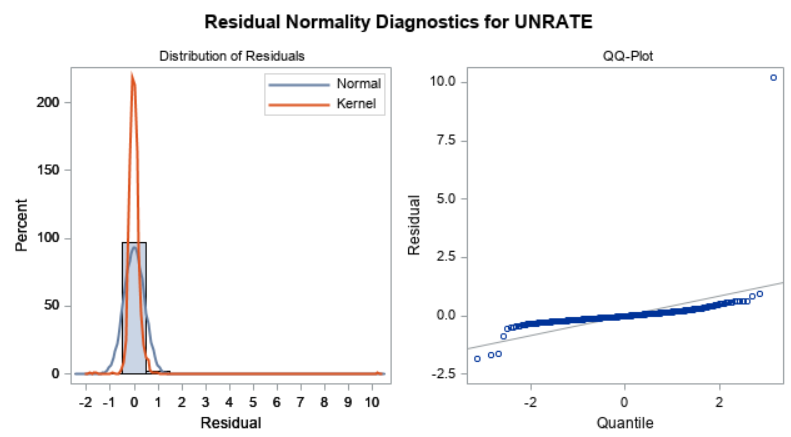 Residual Normality Diagnostics for UNRATE
Distribution of Residuals
Normal
Kernel
200
150
100
50
0
Percent
-2 -1 0 1 2 3 4 5 6 7 8 9 10
Residual
QQ-Plot
10.0
7.5
5.0
2.5
0.0
-2.5
Residual
-2 0 2
Quantile